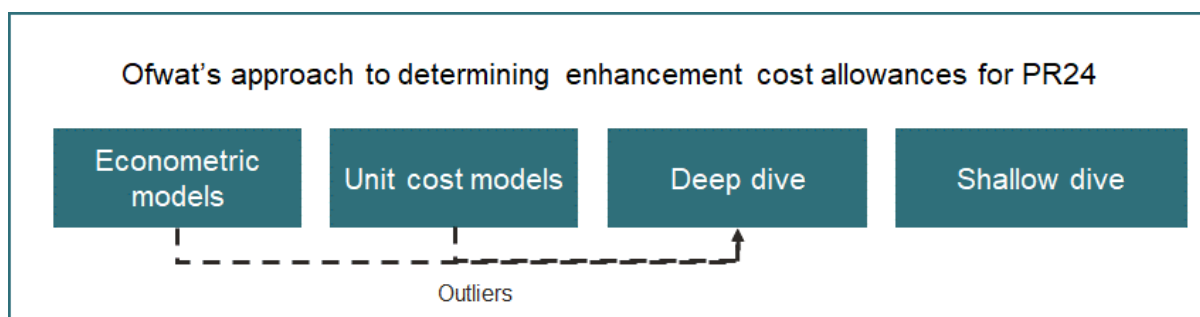 Ofwat's approach to determining enhancement cost allowances for PR24
Econometric
models
Unit cost models
Deep dive
Shallow dive
Outliers